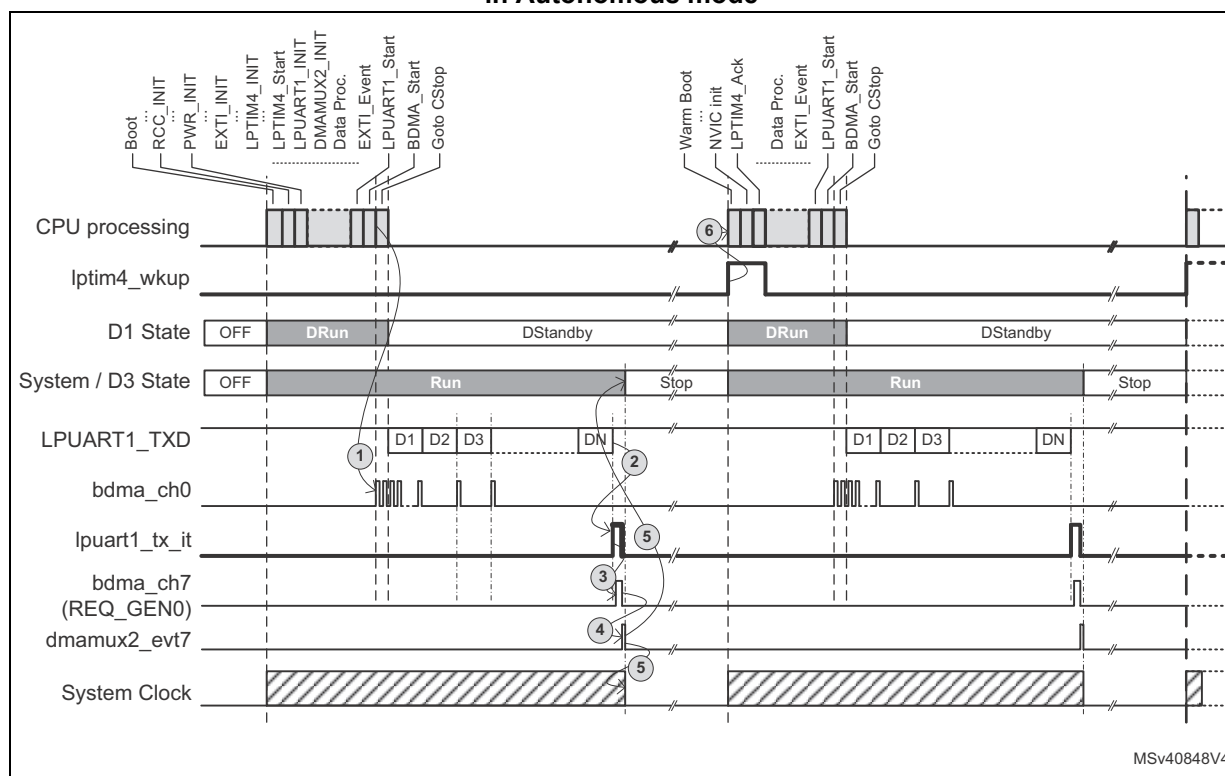 in Autonomous mode
Boot
...
RCC_INIT
PWR_INIT
...
EXTI_INIT
...
LPTIM4_INIT
...
LPTIM4_Start
LPUART1_INIT
DMAMUX2_INIT
Data Proc.
EXTI_Event
LPUART1_Start
BDMA_Start
Goto CStop
Warm Boot
...
NVIC init
LPTIM4_Ack
Data Proc.
EXTI_Event
LPUART1_Start
BDMA_Start
Goto CStop
CPU processing
6
lptim4_wkup
D1 State OFF DRun DStandby DRun DStandby
System / D3 State OFF Run Stop Run Stop
LPUART1_TXD D1 D2 D3 DN D1 D2 D3 DN
1 2
bdma_ch0
lpuart1_tx_it
5
bdma_ch7
(REQ_GEN0)
3
dmamux2_evt7
4
5
System Clock
MSv40848V4